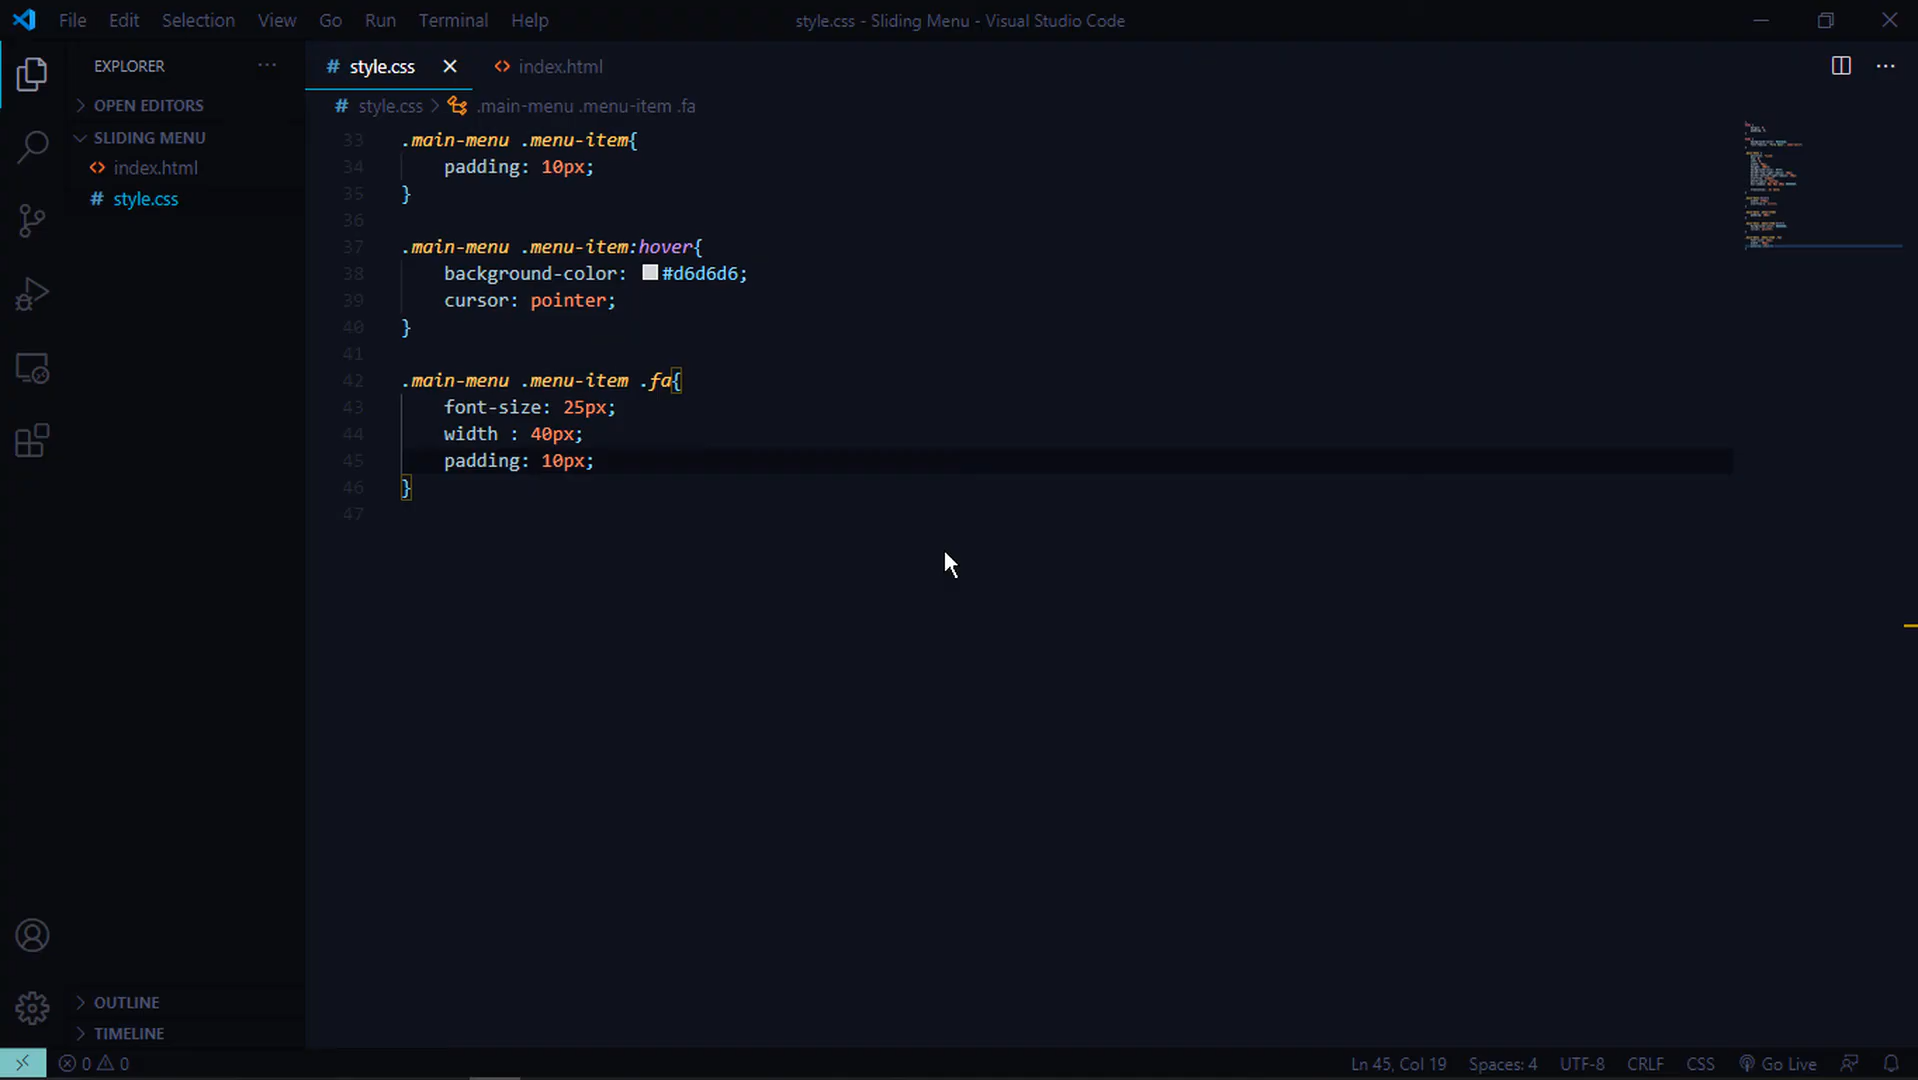 File Edit Selection View Go Run Terminal Help style.css - Sliding Menu - Visual Studio Code
EXPLORER ···
# style.css × <> index.html
OPEN EDITORS
SLIDING MENU
<> index.html
# style.css
# style.css > .main-menu .menu-item .fa
33 .main-menu .menu-item{
34 padding: 10px;
35 }
36
37 .main-menu .menu-item:hover{
38 background-color: #d6d6d6;
39 cursor: pointer;
40 }
41
42 .main-menu .menu-item .fa{
43 font-size: 25px;
44 width : 40px;
45 padding: 10px;
46 }
47
OUTLINE
TIMELINE
0 0 Ln 45, Col 19 Spaces: 4 UTF-8 CRLF CSS Go Live